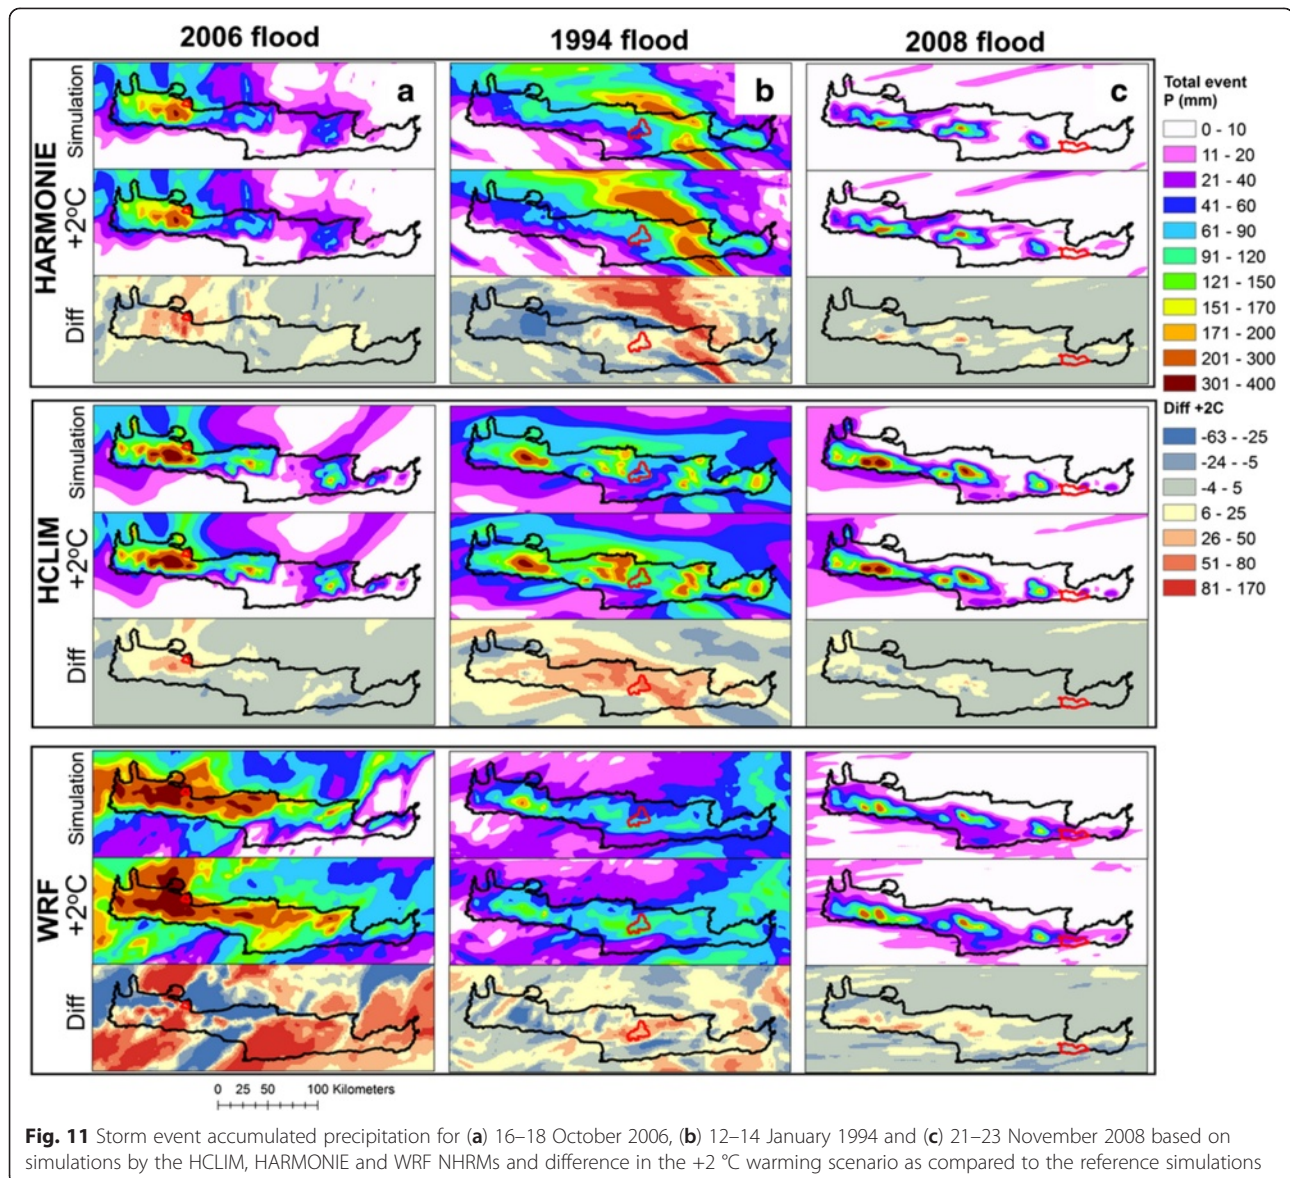 2006 flood
1994 flood
2008 flood
a
b
c
HARMONIE
Simulation
+2ºC
Diff
HCLIM
Simulation
+2ºC
Diff
WRF
Simulation
+2ºC
Diff
Total event
P (mm)
0 - 10
11 - 20
21 - 40
41 - 60
61 - 90
91 - 120
121 - 150
151 - 170
171 - 200
201 - 300
301 - 400
Diff +2C
-63 - -25
-24 - -5
-4 - 5
6 - 25
26 - 50
51 - 80
81 - 170
0 25 50 100 Kilometers
Fig. 11 Storm event accumulated precipitation for (a) 16–18 October 2006, (b) 12–14 January 1994 and (c) 21–23 November 2008 based on
simulations by the HCLIM, HARMONIE and WRF NHRMs and difference in the +2 °C warming scenario as compared to the reference simulations